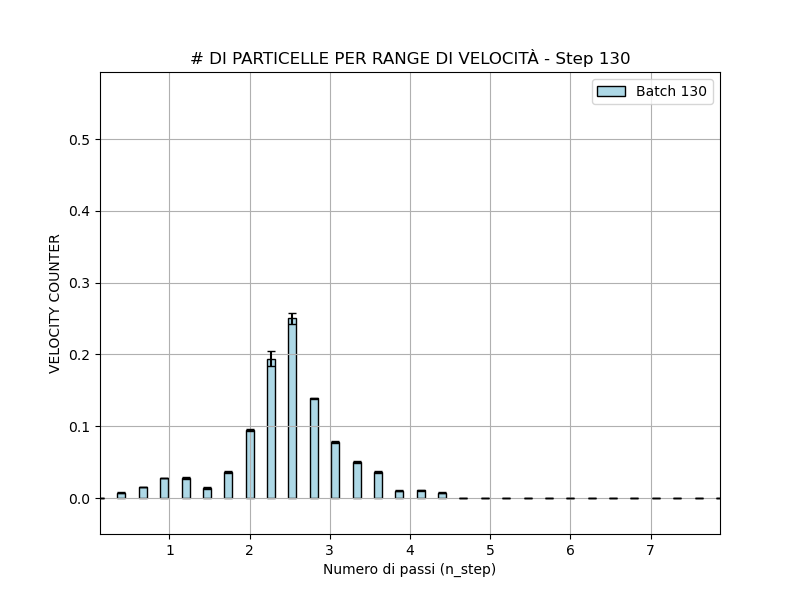 # DI PARTICELLE PER RANGE DI VELOCITÀ - Step 130
Batch 130
VELOCITY COUNTER
0.5
0.4
0.3
0.2
0.1
0.0
1 2 3 4 5 6 7
Numero di passi (n_step)